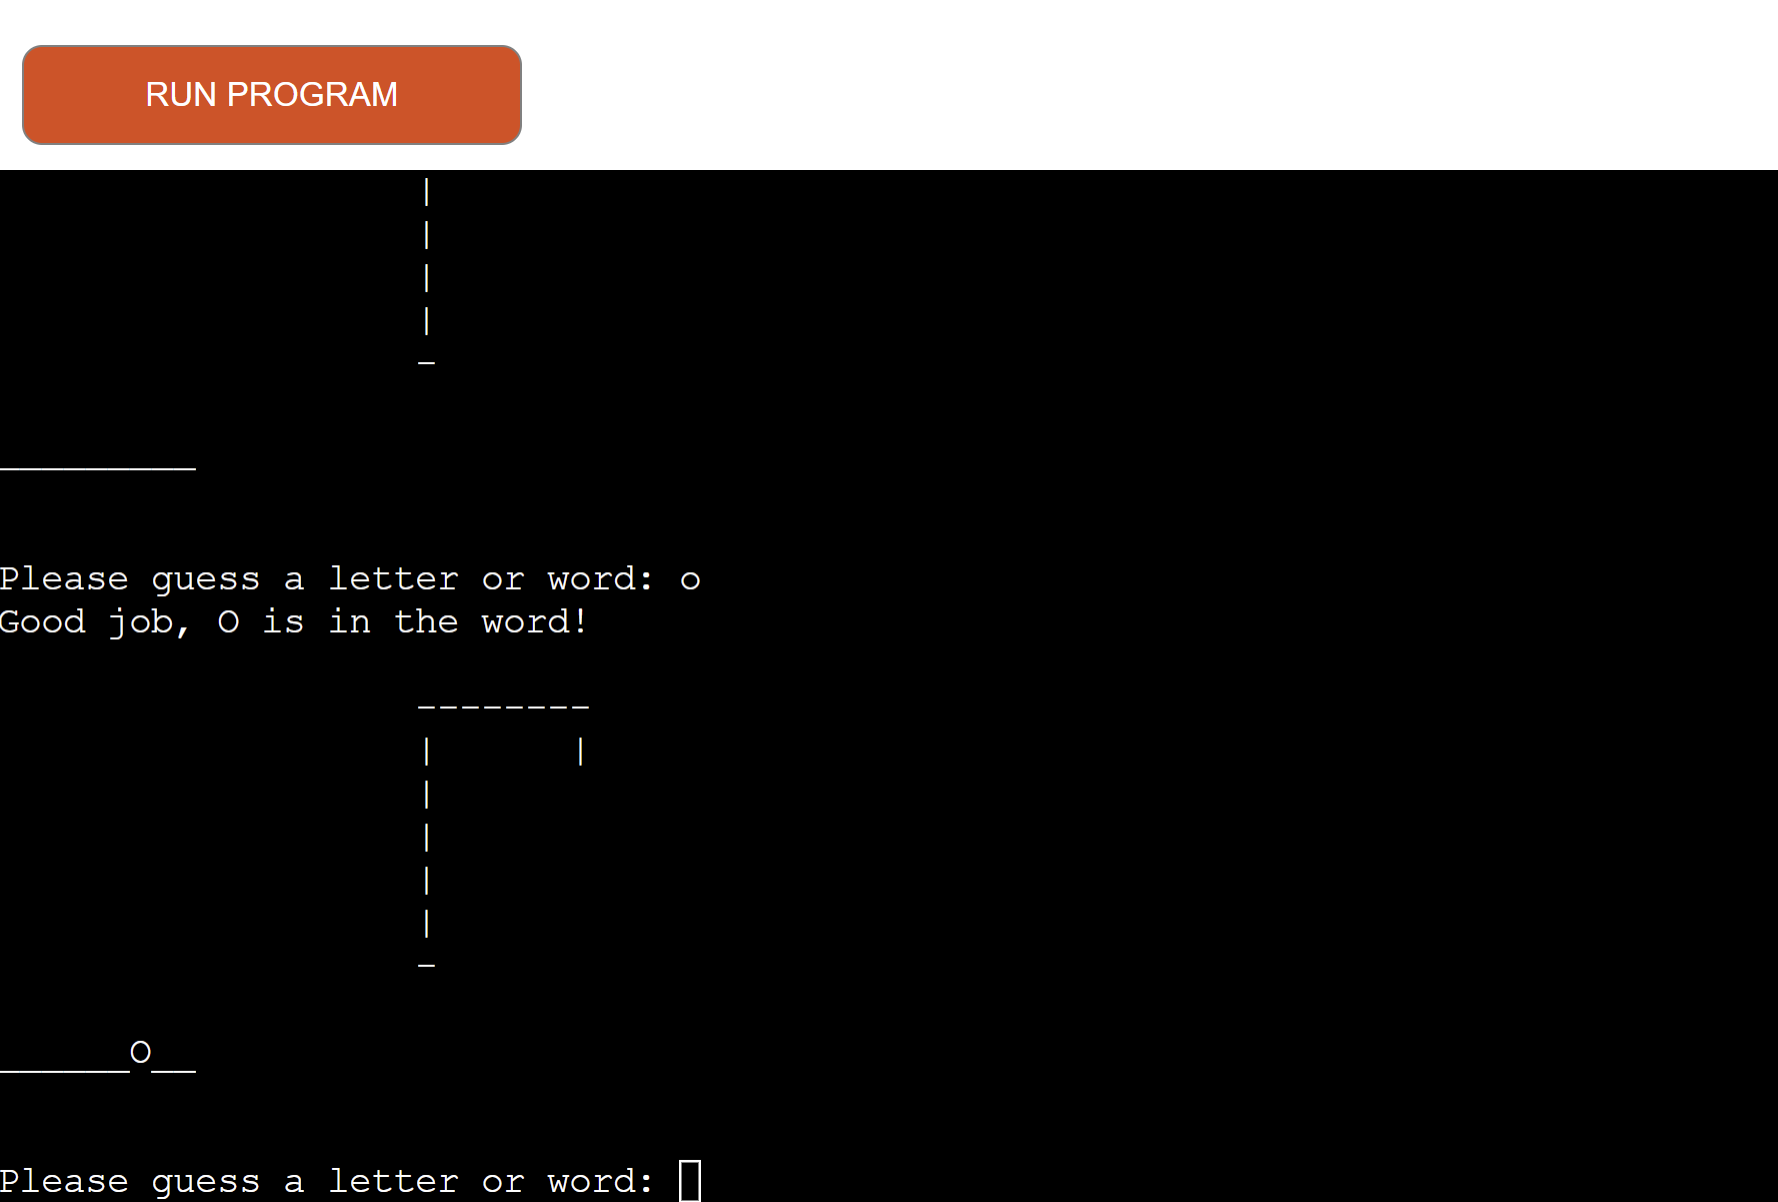 RUN PROGRAM
|
|
|
|
-
_________
Please guess a letter or word: o
Good job, O is in the word!
--------
|      |
|
|
|
|
-
______O__
Please guess a letter or word: